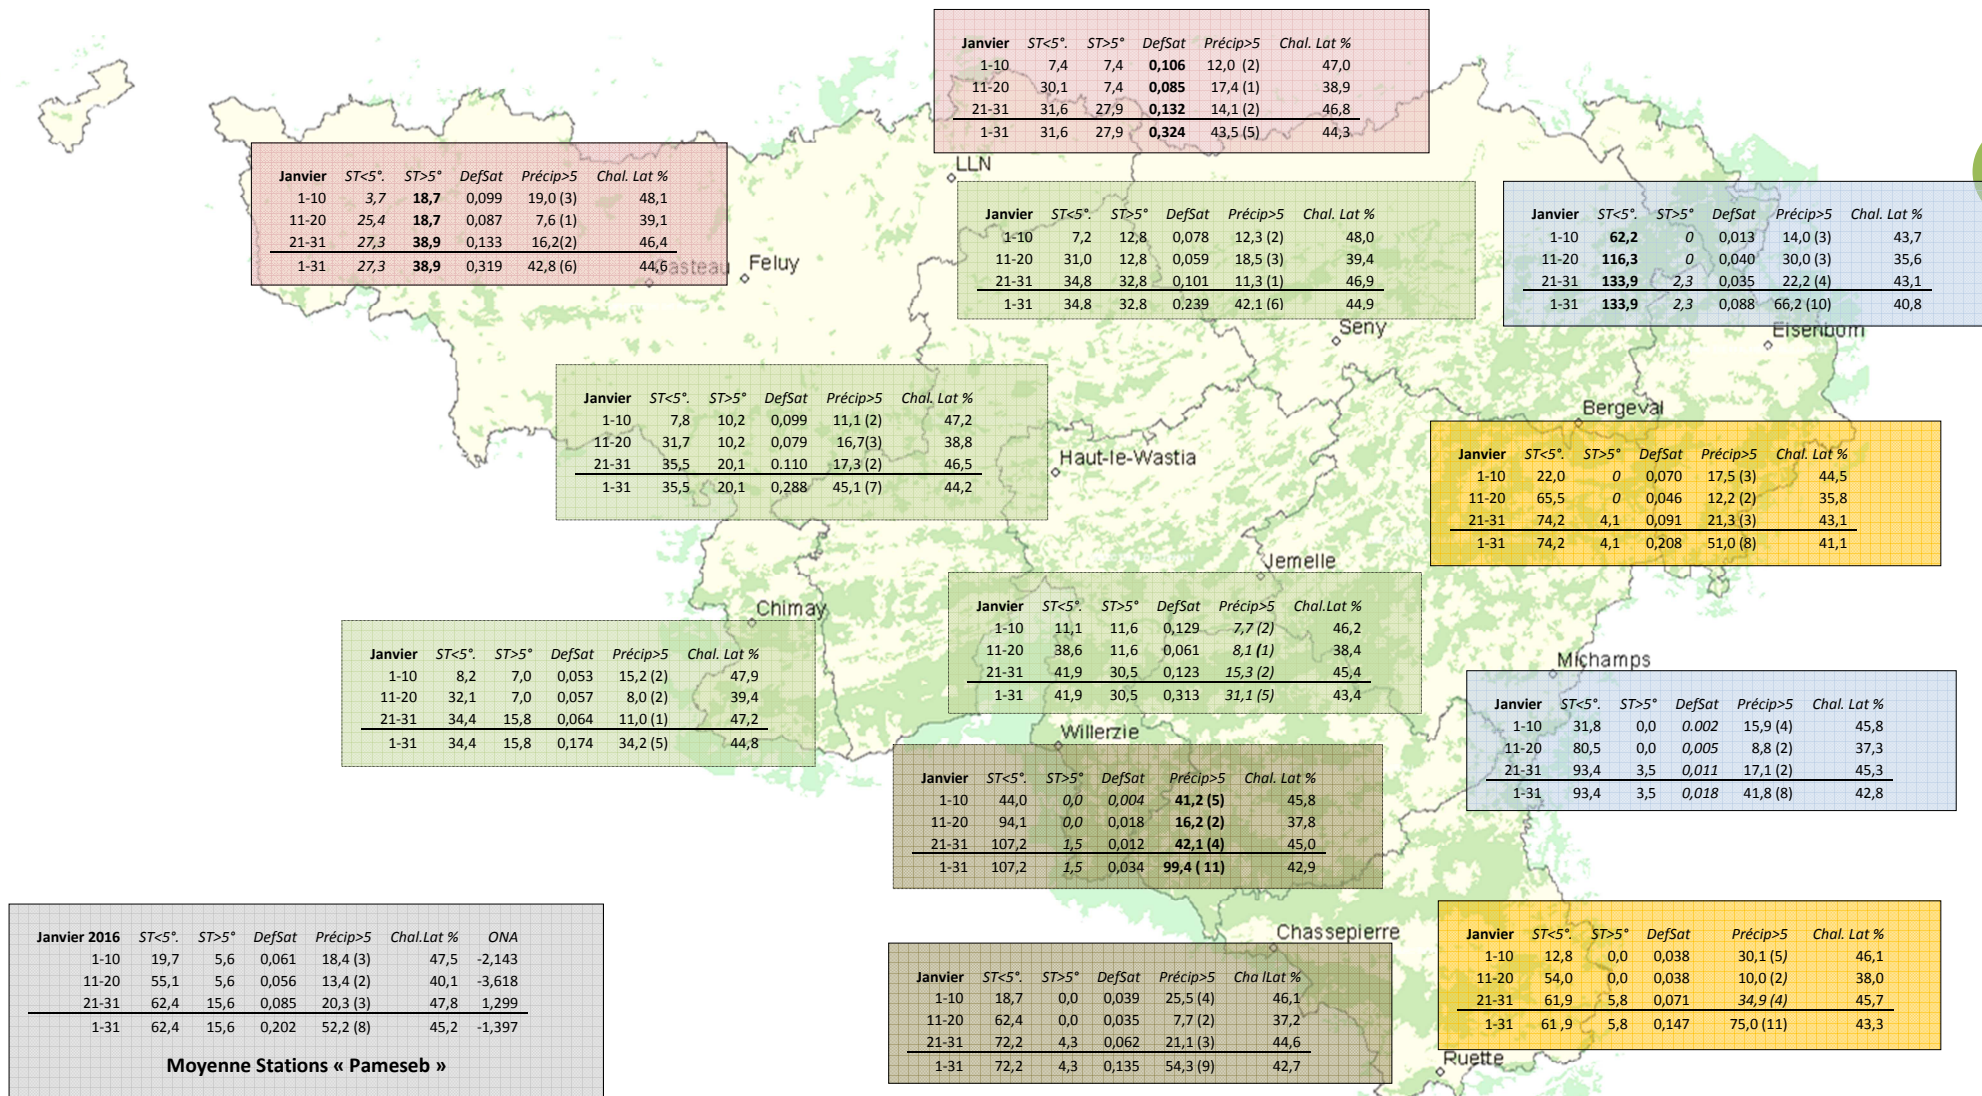 Janvier ST<5°. ST>5° DefSat Précip>5 Chal. Lat %
1-10 7,4 7,4 0,106 12,0 (2) 47,0
11-20 30,1 7,4 0,085 17,4 (1) 38,9
21-31 31,6 27,9 0,132 14,1 (2) 46,8
1-31 31,6 27,9 0,324 43,5 (5) 44,3
LLN
Janvier ST<5°. ST>5° DefSat Précip>5 Chal. Lat %
1-10 3,7 18,7 0,099 19,0 (3) 48,1
11-20 25,4 18,7 0,087 7,6 (1) 39,1
21-31 27,3 38,9 0,133 16,2(2) 46,4
1-31 27,3 38,9 0,319 42,8 (6) 44,6
Gasteau
Feluy
Janvier ST<5°. ST>5° DefSat Précip>5 Chal. Lat %
1-10 7,2 12,8 0,078 12,3 (2) 48,0
11-20 31,0 12,8 0,059 18,5 (3) 39,4
21-31 34,8 32,8 0,101 11,3 (1) 46,9
1-31 34,8 32,8 0,239 42,1 (6) 44,9
Seny
Janvier ST<5°. ST>5° DefSat Précip>5 Chal. Lat %
1-10 62,2 0 0,013 14,0 (3) 43,7
11-20 116,3 0 0,040 30,0 (3) 35,6
21-31 133,9 2,3 0,035 22,2 (4) 43,1
1-31 133,9 2,3 0,088 66,2 (10) 40,8
Elsenborn
Janvier ST<5°. ST>5° DefSat Précip>5 Chal. Lat %
1-10 7,8 10,2 0,099 11,1 (2) 47,2
11-20 31,7 10,2 0,079 16,7(3) 38,8
21-31 35,5 20,1 0.110 17,3 (2) 46,5
1-31 35,5 20,1 0,288 45,1 (7) 44,2
Haut-le-Wastia
Bergeval
Janvier ST<5°. ST>5° DefSat Précip>5 Chal. Lat %
1-10 22,0 0 0,070 17,5 (3) 44,5
11-20 65,5 0 0,046 12,2 (2) 35,8
21-31 74,2 4,1 0,091 21,3 (3) 43,1
1-31 74,2 4,1 0,208 51,0 (8) 41,1
Jemelle
Janvier ST<5°. ST>5° DefSat Précip>5 Chal.Lat %
1-10 11,1 11,6 0,129 7,7 (2) 46,2
11-20 38,6 11,6 0,061 8,1 (1) 38,4
21-31 41,9 30,5 0,123 15,3 (2) 45,4
1-31 41,9 30,5 0,313 31,1 (5) 43,4
Chimay
Janvier ST<5°. ST>5° DefSat Précip>5 Chal. Lat %
1-10 8,2 7,0 0,053 15,2 (2) 47,9
11-20 32,1 7,0 0,057 8,0 (2) 39,4
21-31 34,4 15,8 0,064 11,0 (1) 47,2
1-31 34,4 15,8 0,174 34,2 (5) 44,8
Michamps
Janvier ST<5°. ST>5° DefSat Précip>5 Chal. Lat %
1-10 31,8 0,0 0.002 15,9 (4) 45,8
11-20 80,5 0,0 0,005 8,8 (2) 37,3
21-31 93,4 3,5 0,011 17,1 (2) 45,3
1-31 93,4 3,5 0,018 41,8 (8) 42,8
Willerzie
Janvier ST<5°. ST>5° DefSat Précip>5 Chal. Lat %
1-10 44,0 0,0 0,004 41,2 (5) 45,8
11-20 94,1 0,0 0,018 16,2 (2) 37,8
21-31 107,2 1,5 0,012 42,1 (4) 45,0
1-31 107,2 1,5 0,034 99,4 ( 11) 42,9
Janvier 2016 ST<5°. ST>5° DefSat Précip>5 Chal.Lat % ONA
1-10 19,7 5,6 0,061 18,4 (3) 47,5 -2,143
11-20 55,1 5,6 0,056 13,4 (2) 40,1 -3,618
21-31 62,4 15,6 0,085 20,3 (3) 47,8 1,299
1-31 62,4 15,6 0,202 52,2 (8) 45,2 -1,397
Moyenne Stations « Pameseb »
Chassepierre
Janvier ST<5°. ST>5° DefSat Précip>5 Cha lLat %
1-10 18,7 0,0 0,039 25,5 (4) 46,1
11-20 62,4 0,0 0,035 7,7 (2) 37,2
21-31 72,2 4,3 0,062 21,1 (3) 44,6
1-31 72,2 4,3 0,135 54,3 (9) 42,7
Janvier ST<5°. ST>5° DefSat Précip>5 Chal. Lat %
1-10 12,8 0,0 0,038 30,1 (5) 46,1
11-20 54,0 0,0 0,038 10,0 (2) 38,0
21-31 61,9 5,8 0,071 34,9 (4) 45,7
1-31 61 ,9 5,8 0,147 75,0 (11) 43,3
Ruette